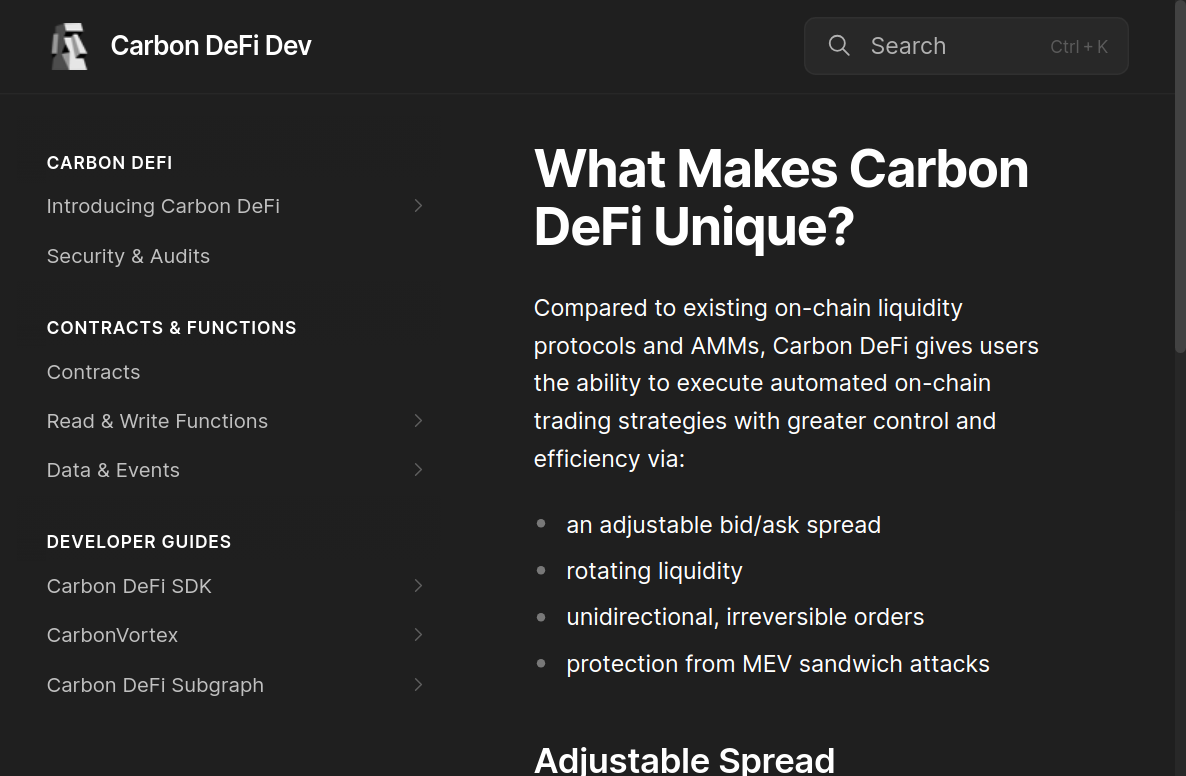 Carbon DeFi Dev
Search
Ctrl + K
CARBON DEFI
Introducing Carbon DeFi
Security & Audits
CONTRACTS & FUNCTIONS
Contracts
Read & Write Functions
Data & Events
DEVELOPER GUIDES
Carbon DeFi SDK
CarbonVortex
Carbon DeFi Subgraph
What Makes Carbon
DeFi Unique?
Compared to existing on-chain liquidity
protocols and AMMs, Carbon DeFi gives users
the ability to execute automated on-chain
trading strategies with greater control and
efficiency via:
an adjustable bid/ask spread
rotating liquidity
unidirectional, irreversible orders
protection from MEV sandwich attacks
Adjustable Spread